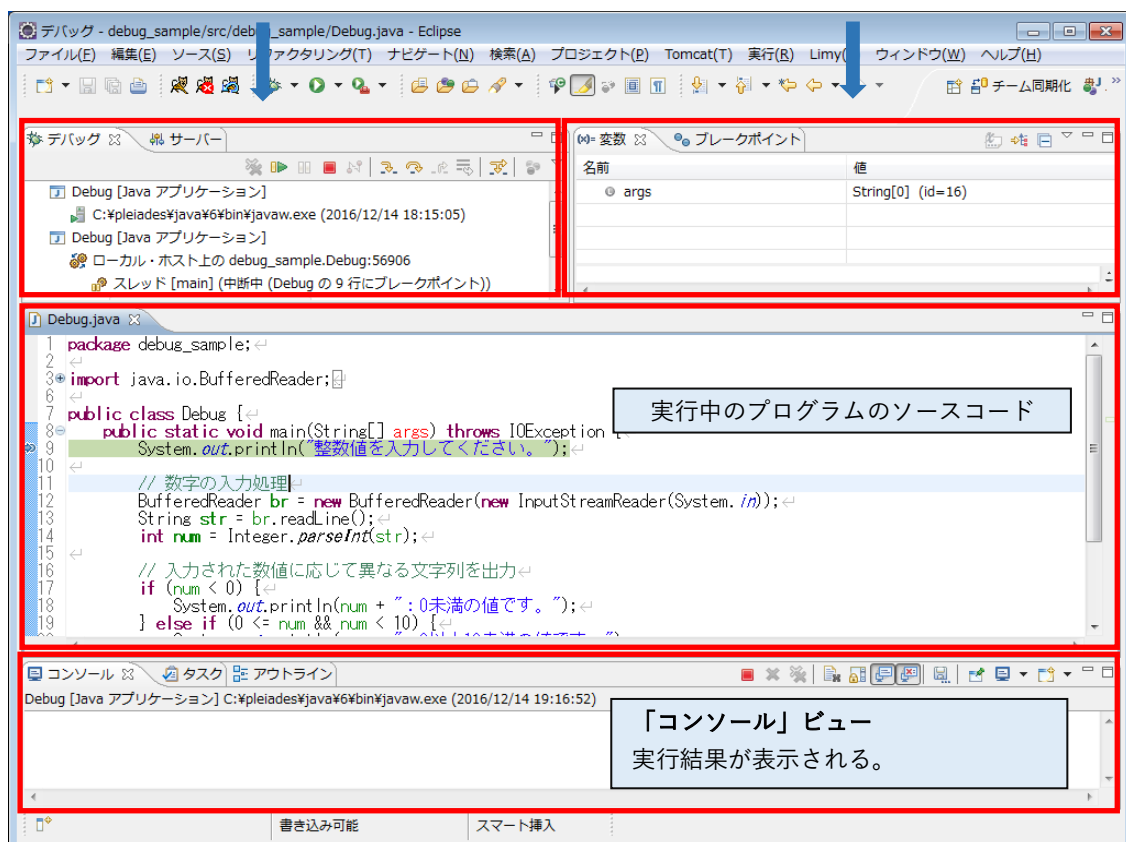 デバッグ - debug_sample/src/debug_sample/Debug.java - Eclipse
ファイル(F) 編集(E) ソース(S) リファクタリング(T) ナビゲート(N) 検索(A) プロジェクト(P) Tomcat(T) 実行(R) Limy( ウィンドウ(W) ヘルプ(H)
チーム同期化
デバッグ サーバー
Debug [Java アプリケーション]
C:¥pleiades¥java¥6¥bin¥javaw.exe (2016/12/14 18:15:05)
Debug [Java アプリケーション]
ローカル・ホスト上の debug_sample.Debug:56906
スレッド [main] (中断中 (Debug の 9 行にブレークポイント))
(x)= 変数 ブレークポイント
名前 値
args String[0] (id=16)
Debug.java
1 package debug_sample;
2
3 import java.io.BufferedReader;
6
7 public class Debug {
8 public static void main(String[] args) throws IOException {
9 System.out.println("整数値を入力してください。");
10
11 // 数字の入力処理
12 BufferedReader br = new BufferedReader(new InputStreamReader(System.in));
13 String str = br.readLine();
14 int num = Integer.parseInt(str);
15
16 // 入力された数値に応じて異なる文字列を出力
17 if (num < 0) {
18 System.out.println(num + ":0未満の値です。");
19 } else if (0 <= num && num < 10) {
実行中のプログラムのソースコード
コンソール タスク アウトライン
Debug [Java アプリケーション] C:¥pleiades¥java¥6¥bin¥javaw.exe (2016/12/14 19:16:52)
「コンソール」ビュー
実行結果が表示される。
書き込み可能 スマート挿入